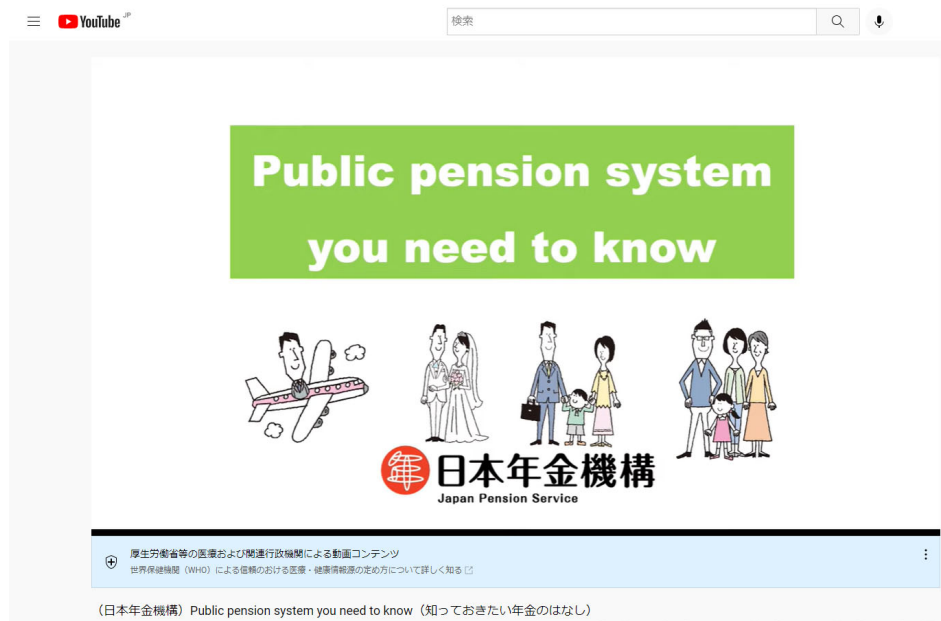 YouTube JP
検索
Public pension system
you need to know
日本年金機構
Japan Pension Service
厚生労働省等の医療および関連行政機関による動画コンテンツ
世界保健機関（WHO）による信頼のおける医療・健康情報源の定め方について詳しく知る
（日本年金機構）Public pension system you need to know（知っておきたい年金のはなし）